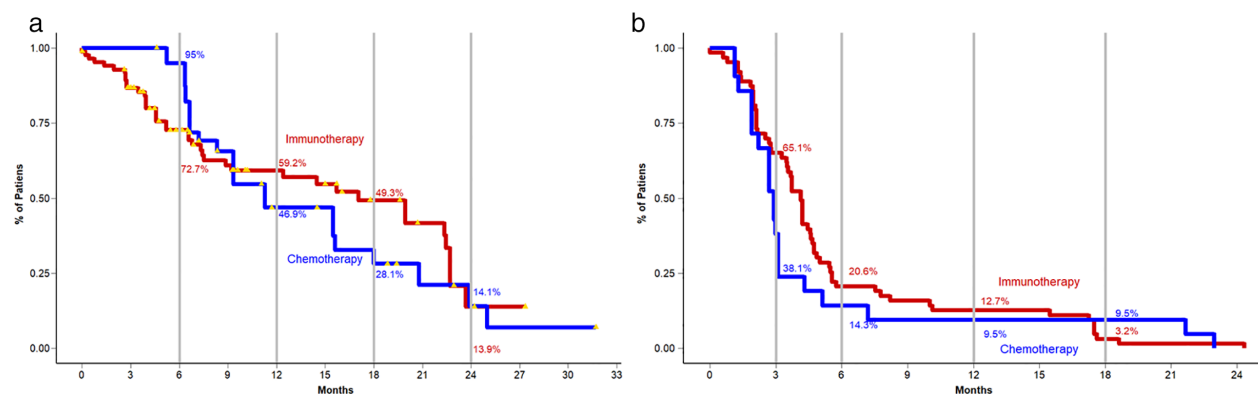 a
1.00
0.75
0.50
0.25
0.00
% of Patiens
95%
Immunotherapy
72.7%
59.2%
49.3%
46.9%
Chemotherapy
28.1%
14.1%
13.9%
0 3 6 9 12 15 18 21 24 27 30 33
Months
b
1.00
0.75
0.50
0.25
0.00
% of Patiens
65.1%
38.1%
20.6%
Immunotherapy
12.7%
14.3%
9.5%
9.5%
3.2%
Chemotherapy
0 3 6 9 12 15 18 21 24
Months